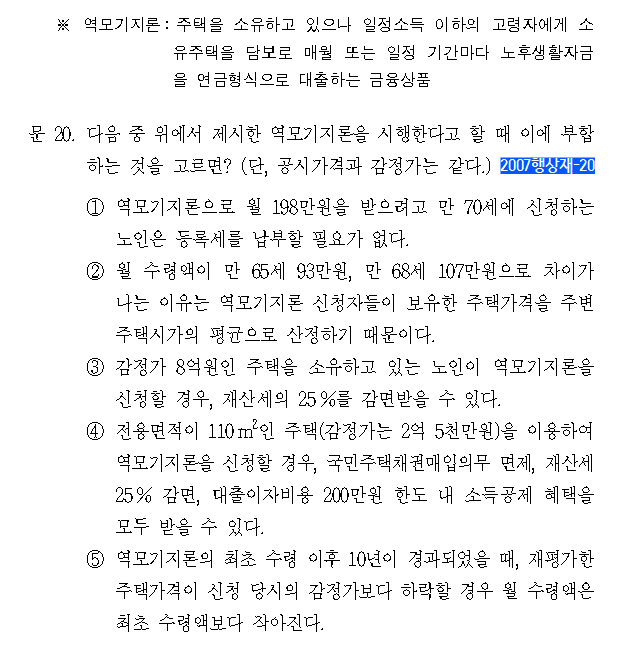 ※ 역모기지론 : 주택을 소유하고 있으나 일정소득 이하의 고령자에게 소
유주택을 담보로 매월 또는 일정 기간마다 노후생활자금
을 연금형식으로 대출하는 금융상품
문 20. 다음 중 위에서 제시한 역모기지론을 시행한다고 할 때 이에 부합
하는 것을 고르면? (단, 공시가격과 감정가는 같다.) 2007행상재-20
① 역모기지론으로 월 198만원을 받으려고 만 70세에 신청하는
노인은 등록세를 납부할 필요가 없다.
② 월 수령액이 만 65세 93만원, 만 68세 107만원으로 차이가
나는 이유는 역모기지론 신청자들이 보유한 주택가격을 주변
주택시가의 평균으로 산정하기 때문이다.
③ 감정가 8억원인 주택을 소유하고 있는 노인이 역모기지론을
신청할 경우, 재산세의 25%를 감면받을 수 있다.
④ 전용면적이 110㎡인 주택(감정가는 2억 5천만원)을 이용하여
역모기지론을 신청할 경우, 국민주택채권매입의무 면제, 재산세
25% 감면, 대출이자비용 200만원 한도 내 소득공제 혜택을
모두 받을 수 있다.
⑤ 역모기지론의 최초 수령 이후 10년이 경과되었을 때, 재평가한
주택가격이 신청 당시의 감정가보다 하락할 경우 월 수령액은
최초 수령액보다 작아진다.